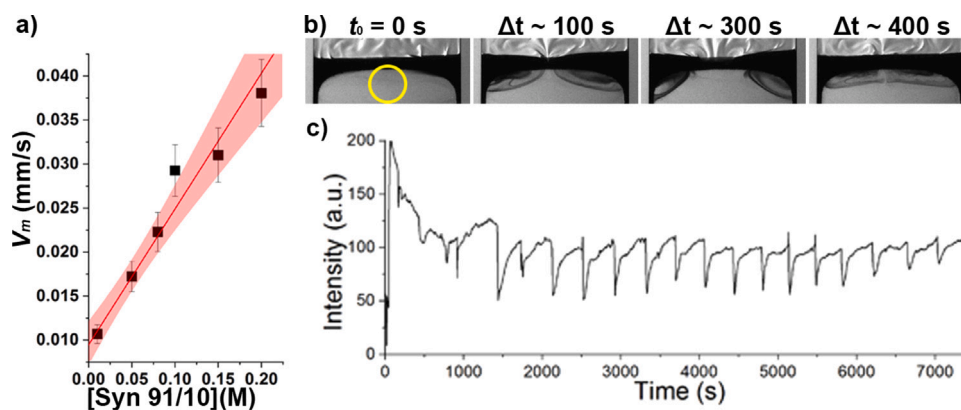 a)
0.040
0.035
0.030
0.025
0.020
0.015
0.010
Vm (mm/s)
0.00 0.05 0.10 0.15 0.20
[Syn 91/10](M)
b) t₀ = 0 s Δt ~ 100 s Δt ~ 300 s Δt ~ 400 s
c)
200
150
100
50
0
Intensity (a.u.)
0 1000 2000 3000 4000 5000 6000 7000
Time (s)